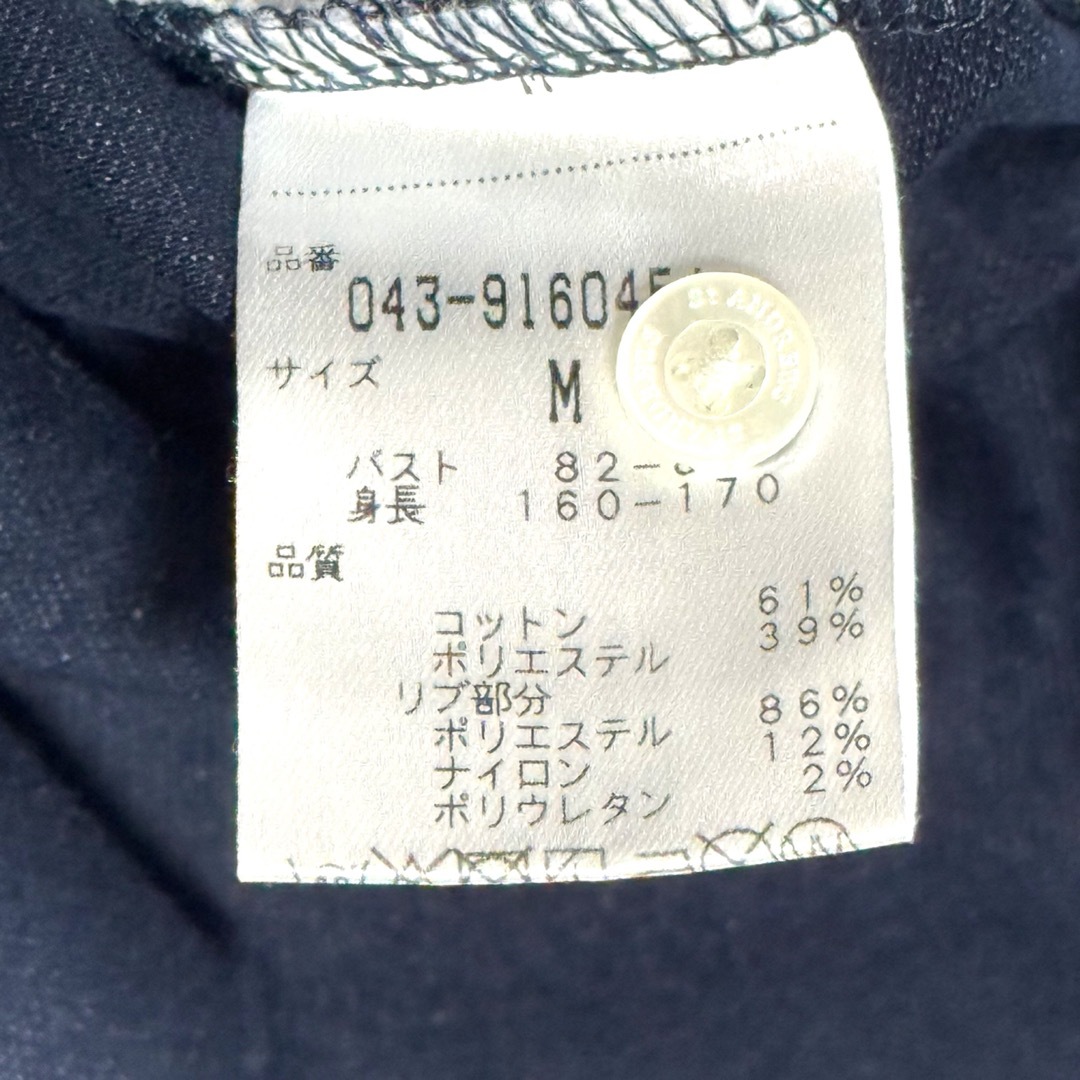 品番
043-916045
St ANDREWS
サイズ
M
バスト 82-
身長 160-170
品質
コットン 61%
ポリエステル 39%
リブ部分
ポリエステル 86%
ナイロン 12%
ポリウレタン 2%